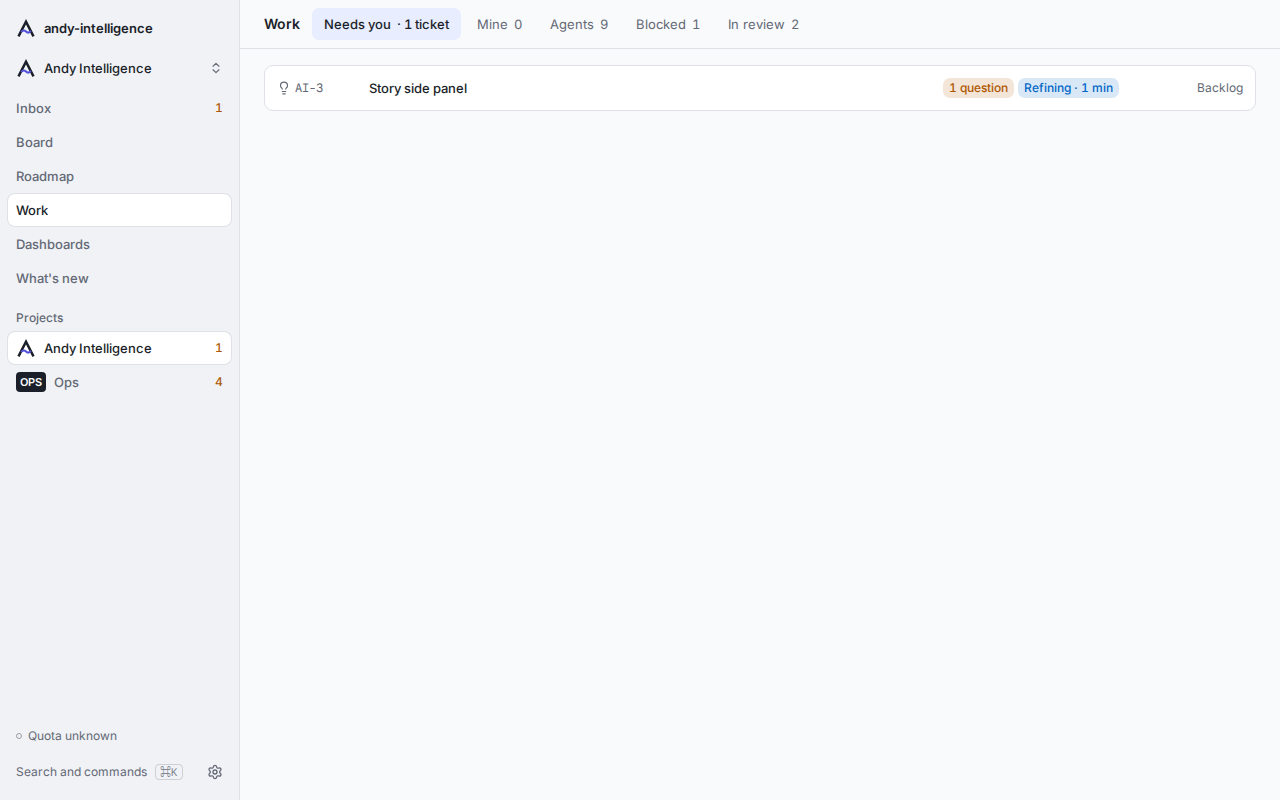 andy-intelligence
Andy Intelligence
Inbox 1
Board
Roadmap
Work
Dashboards
What's new
Projects
Andy Intelligence 1
OPS Ops 4
Quota unknown
Search and commands ⌘K
Work Needs you · 1 ticket Mine 0 Agents 9 Blocked 1 In review 2
AI-3 Story side panel 1 question Refining · 1 min Backlog